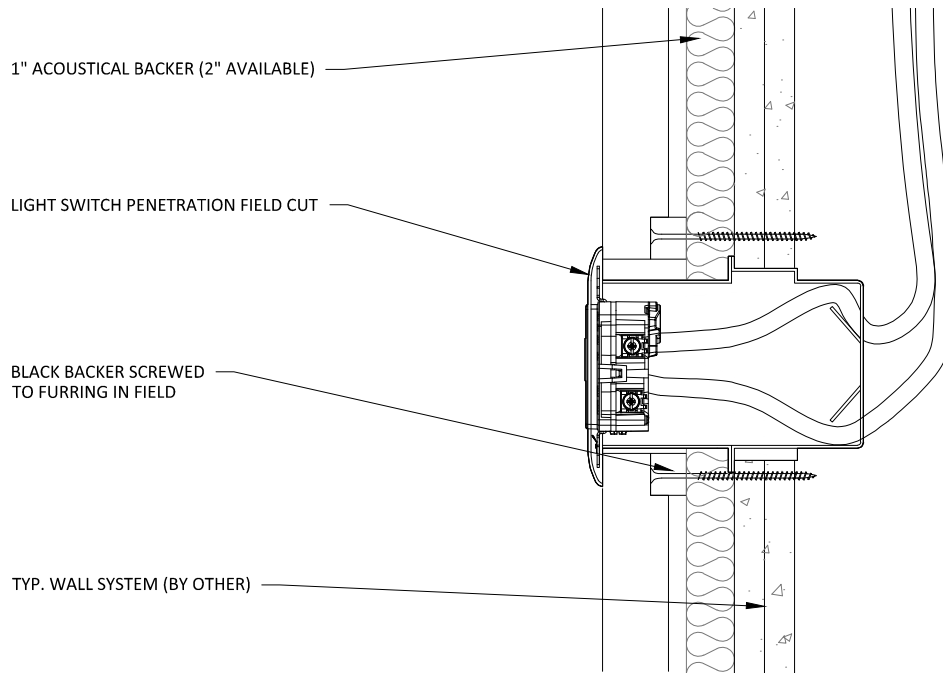 1" ACOUSTICAL BACKER (2" AVAILABLE)
LIGHT SWITCH PENETRATION FIELD CUT
BLACK BACKER SCREWED
TO FURRING IN FIELD
TYP. WALL SYSTEM (BY OTHER)